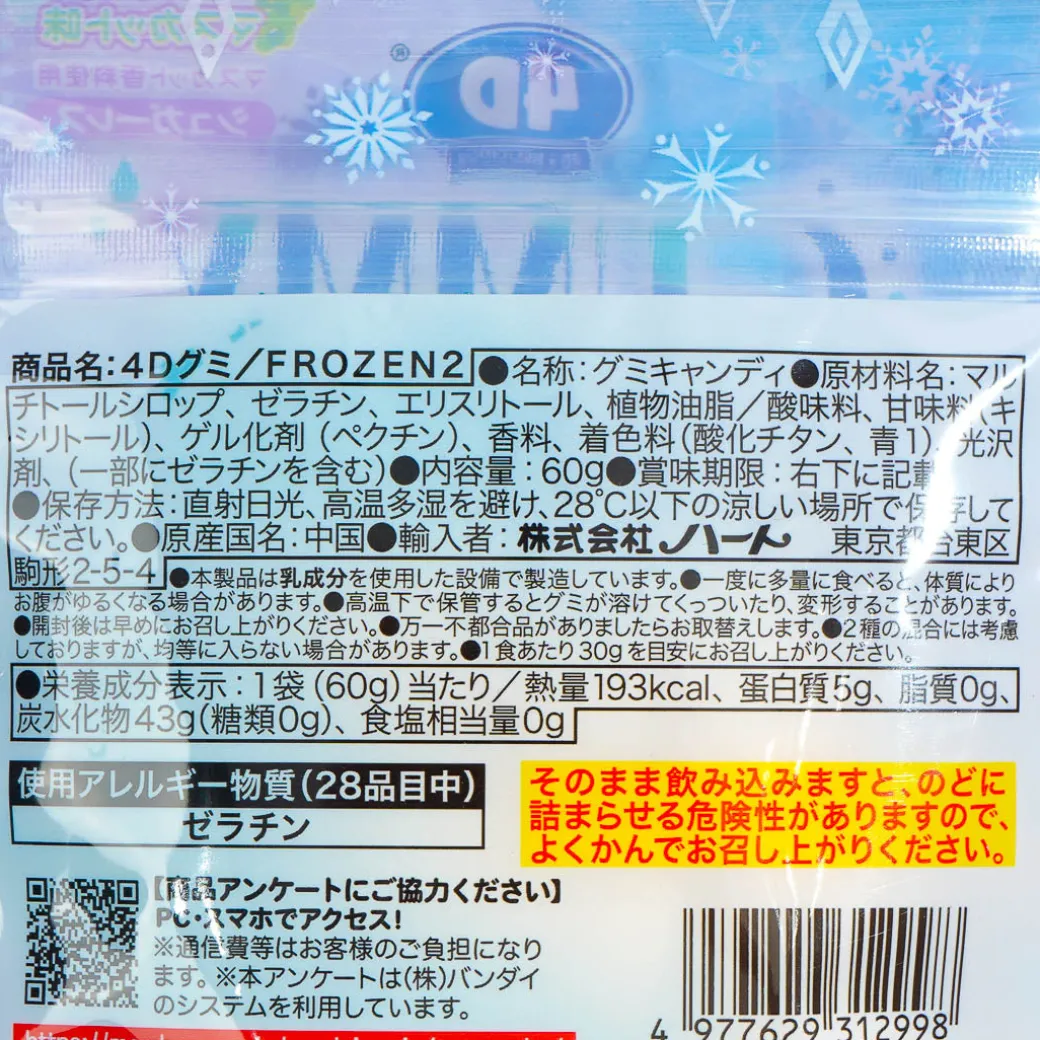 マスカット味
マスカット香料使用
シュガーレス
4D
®
商品名:4Dグミ/FROZEN2 ●名称:グミキャンディ●原材料名:マル
チトールシロップ、ゼラチン、エリスリトール、植物油脂/酸味料、甘味料(キ
シリトール)、ゲル化剤(ペクチン)、香料、着色料(酸化チタン、青1)、光沢
剤、(一部にゼラチンを含む)●内容量:60g●賞味期限:右下に記載
●保存方法:直射日光、高温多湿を避け、28℃以下の涼しい場所で保存して
ください。●原産国名:中国●輸入者:株式会社ハート 東京都台東区
駒形2-5-4 ●本製品は乳成分を使用した設備で製造しています。●一度に多量に食べると、体質により
お腹がゆるくなる場合があります。●高温下で保管するとグミが溶けてくっついたり、変形することがあります。
●開封後は早めにお召し上がりください。●万一不都合品がありましたらお取替えします。●2種の混合には考慮
しておりますが、均等に入らない場合があります。●1食あたり30gを目安にお召し上がりください。
●栄養成分表示:1袋(60g)当たり/熱量193kcal、蛋白質5g、脂質0g、
炭水化物43g(糖類0g)、食塩相当量0g
使用アレルギー物質(28品目中)
ゼラチン
そのまま飲み込みますと、のどに
詰まらせる危険性がありますので、
よくかんでお召し上がりください。
【商品アンケートにご協力ください】
PC・スマホでアクセス!
※通信費等はお客様のご負担になり
ます。※本アンケートは(株)バンダイ
のシステムを利用しています。
4 977629 312998